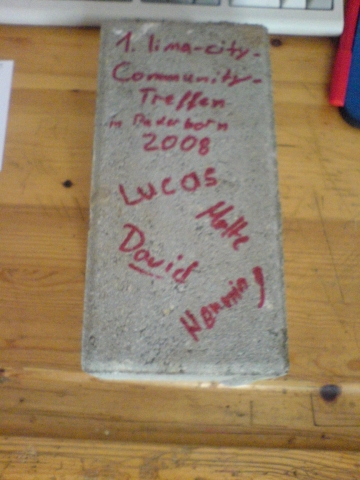 1. lima-city-
Community-
Treffen
in Paderborn
2008
LUCAS
Malte
David
Henning